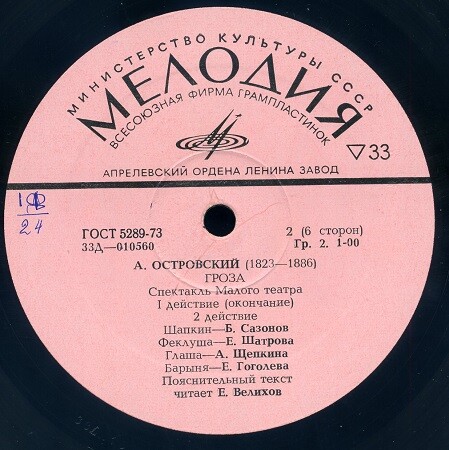 МИНИСТЕРСТВО КУЛЬТУРЫ СССР
МЕЛОДИЯ
ВСЕСОЮЗНАЯ ФИРМА ГРАМПЛАСТИНОК
▽33
АПРЕЛЕВСКИЙ ОРДЕНА ЛЕНИНА ЗАВОД
24
ГОСТ 5289-73
2 (6 сторон)
33Д—010560
Гр. 2. 1-00
А. ОСТРОВСКИЙ (1823—1886)
ГРОЗА
Спектакль Малого театра
I действие (окончание)
2 действие
Шапкин—Б. Сазонов
Феклуша—Е. Шатрова
Глаша—А. Щепкина
Барыня—Е. Гоголева
Пояснительный текст
читает Е. Велихов